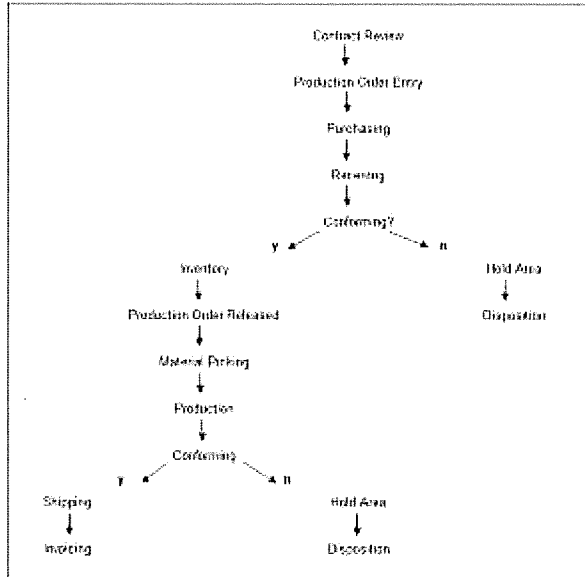 Contract Review
Production Order Entry
Purchasing
Receiving
Conforming?
y n
Inventory Hold Area
Production Order Released Disposition
Material Picking
Production
Conforming
y n
Shipping Hold Area
Invoicing Disposition